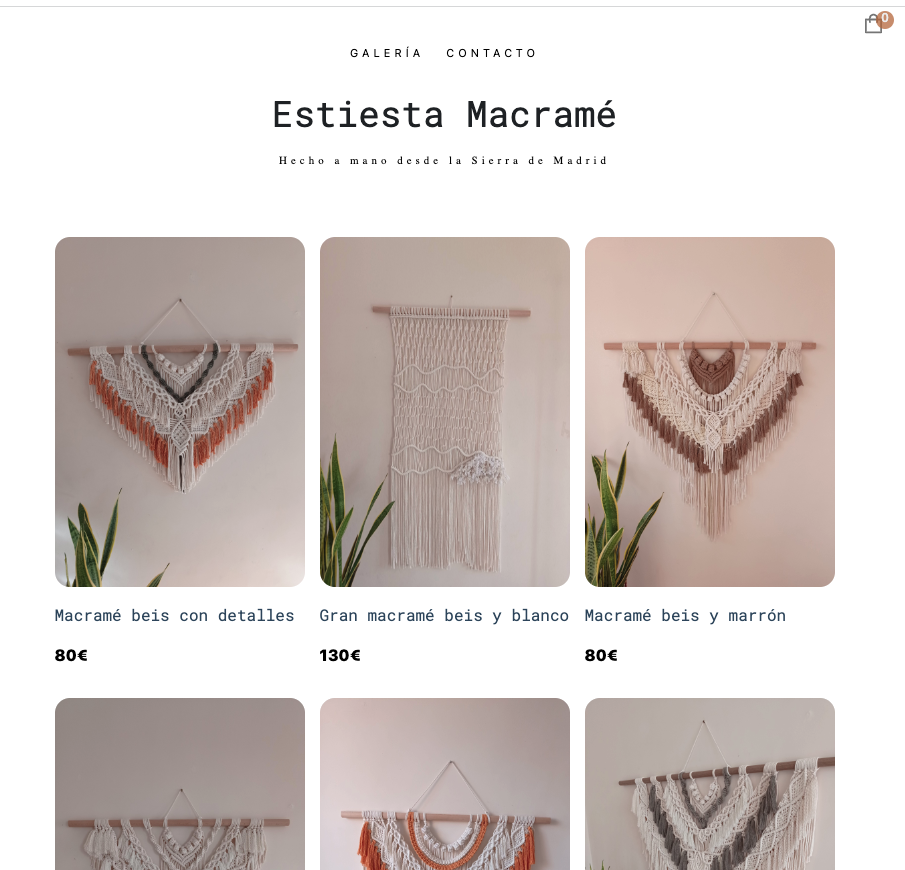 0
GALERÍA CONTACTO
Estiesta Macramé
Hecho a mano desde la Sierra de Madrid
Macramé beis con detalles
80€
Gran macramé beis y blanco
130€
Macramé beis y marrón
80€